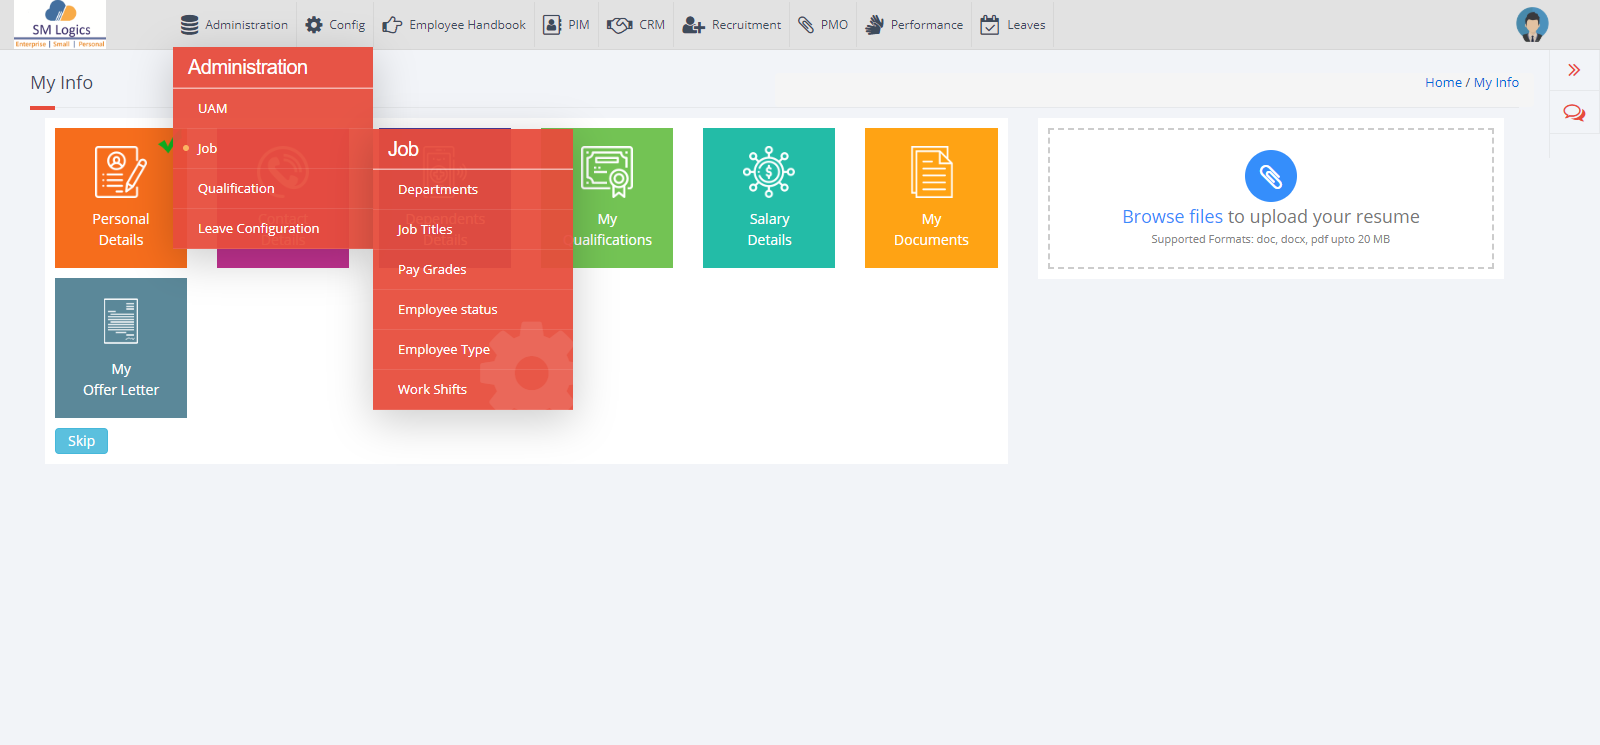 SM Logics
Enterprise | Small | Personal
Administration
Config
Employee Handbook
PIM
CRM
Recruitment
PMO
Performance
Leaves
My Info
Home / My Info
Administration
UAM
Job
Qualification
Leave Configuration
Job
Departments
Job Titles
Pay Grades
Employee status
Employee Type
Work Shifts
Personal
Details
Contact
Details
Dependents
Details
My
ualifications
Salary
Details
My
Documents
My
Offer Letter
Skip
Browse files to upload your resume
Supported Formats: doc, docx, pdf upto 20 MB